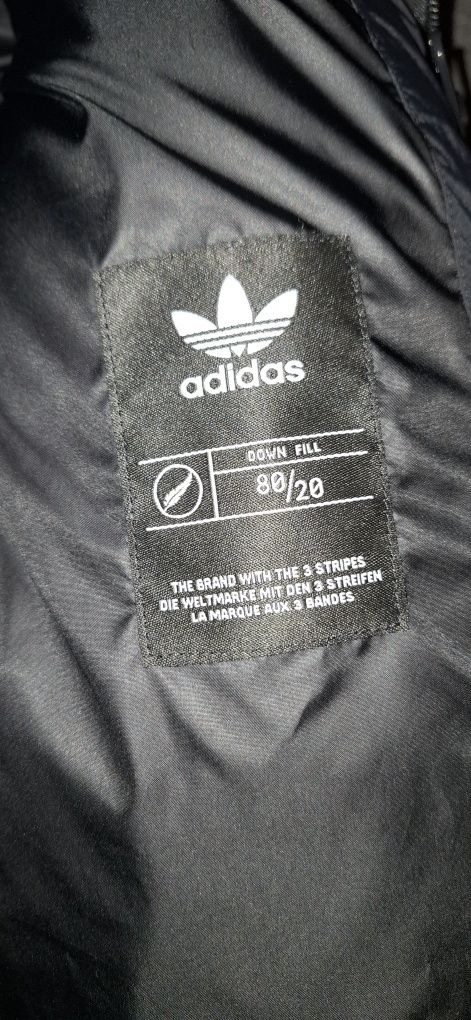 adidas
DOWN FILL
80/20
THE BRAND WITH THE 3 STRIPES
DIE WELTMARKE MIT DEN 3 STREIFEN
LA MARQUE AUX 3 BANDES